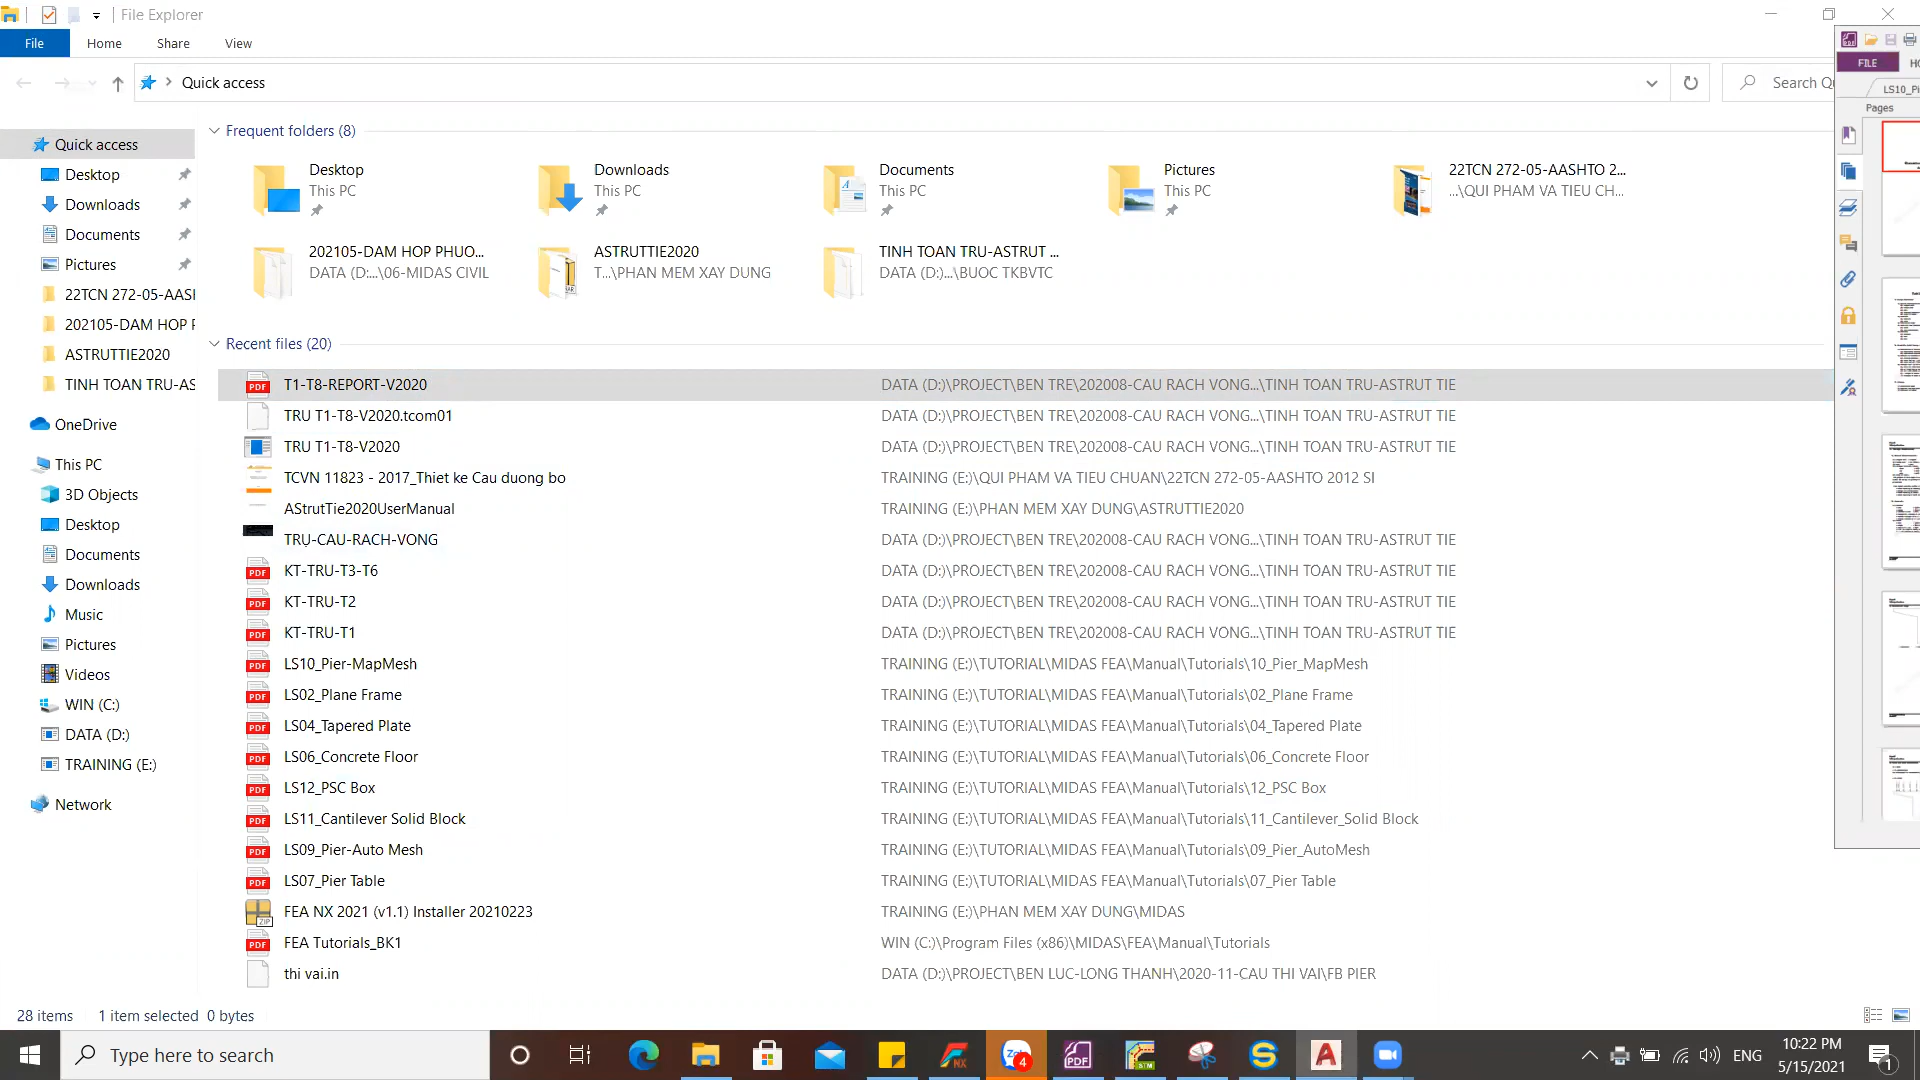 File Explorer
File Home Share View
Quick access
Search Qu
FILE HO
LS10_Pi
Pages
Quick access
Desktop
Downloads
Documents
Pictures
22TCN 272-05-AASI
202105-DAM HOP F
ASTRUTTIE2020
TINH TOAN TRU-AS
OneDrive
This PC
3D Objects
Desktop
Documents
Downloads
Music
Pictures
Videos
WIN (C:)
DATA (D:)
TRAINING (E:)
Network
Frequent folders (8)
Desktop
This PC
Downloads
This PC
Documents
This PC
Pictures
This PC
22TCN 272-05-AASHTO 2...
...\QUI PHAM VA TIEU CH...
202105-DAM HOP PHUO...
DATA (D:...\06-MIDAS CIVIL
ASTRUTTIE2020
T...\PHAN MEM XAY DUNG
TINH TOAN TRU-ASTRUT ...
DATA (D:)...\BUOC TKBVTC
Recent files (20)
T1-T8-REPORT-V2020 DATA (D:)\PROJECT\BEN TRE\202008-CAU RACH VONG...\TINH TOAN TRU-ASTRUT TIE
TRU T1-T8-V2020.tcom01 DATA (D:)\PROJECT\BEN TRE\202008-CAU RACH VONG...\TINH TOAN TRU-ASTRUT TIE
TRU T1-T8-V2020 DATA (D:)\PROJECT\BEN TRE\202008-CAU RACH VONG...\TINH TOAN TRU-ASTRUT TIE
TCVN 11823 - 2017_Thiet ke Cau duong bo TRAINING (E:)\QUI PHAM VA TIEU CHUAN\22TCN 272-05-AASHTO 2012 SI
AStrutTie2020UserManual TRAINING (E:)\PHAN MEM XAY DUNG\ASTRUTTIE2020
TRỤ-CAU-RACH-VONG DATA (D:)\PROJECT\BEN TRE\202008-CAU RACH VONG...\TINH TOAN TRU-ASTRUT TIE
KT-TRU-T3-T6 DATA (D:)\PROJECT\BEN TRE\202008-CAU RACH VONG...\TINH TOAN TRU-ASTRUT TIE
KT-TRU-T2 DATA (D:)\PROJECT\BEN TRE\202008-CAU RACH VONG...\TINH TOAN TRU-ASTRUT TIE
KT-TRU-T1 DATA (D:)\PROJECT\BEN TRE\202008-CAU RACH VONG...\TINH TOAN TRU-ASTRUT TIE
LS10_Pier-MapMesh TRAINING (E:)\TUTORIAL\MIDAS FEA\Manual\Tutorials\10_Pier_MapMesh
LS02_Plane Frame TRAINING (E:)\TUTORIAL\MIDAS FEA\Manual\Tutorials\02_Plane Frame
LS04_Tapered Plate TRAINING (E:)\TUTORIAL\MIDAS FEA\Manual\Tutorials\04_Tapered Plate
LS06_Concrete Floor TRAINING (E:)\TUTORIAL\MIDAS FEA\Manual\Tutorials\06_Concrete Floor
LS12_PSC Box TRAINING (E:)\TUTORIAL\MIDAS FEA\Manual\Tutorials\12_PSC Box
LS11_Cantilever Solid Block TRAINING (E:)\TUTORIAL\MIDAS FEA\Manual\Tutorials\11_Cantilever_Solid Block
LS09_Pier-Auto Mesh TRAINING (E:)\TUTORIAL\MIDAS FEA\Manual\Tutorials\09_Pier_AutoMesh
LS07_Pier Table TRAINING (E:)\TUTORIAL\MIDAS FEA\Manual\Tutorials\07_Pier Table
FEA NX 2021 (v1.1) Installer 20210223 TRAINING (E:)\PHAN MEM XAY DUNG\MIDAS
FEA Tutorials_BK1 WIN (C:)\Program Files (x86)\MIDAS\FEA\Manual\Tutorials
thi vai.in DATA (D:)\PROJECT\BEN LUC-LONG THANH\2020-11-CAU THI VAI\FB PIER
28 items 1 item selected 0 bytes
Type here to search
ENG
10:22 PM
5/15/2021